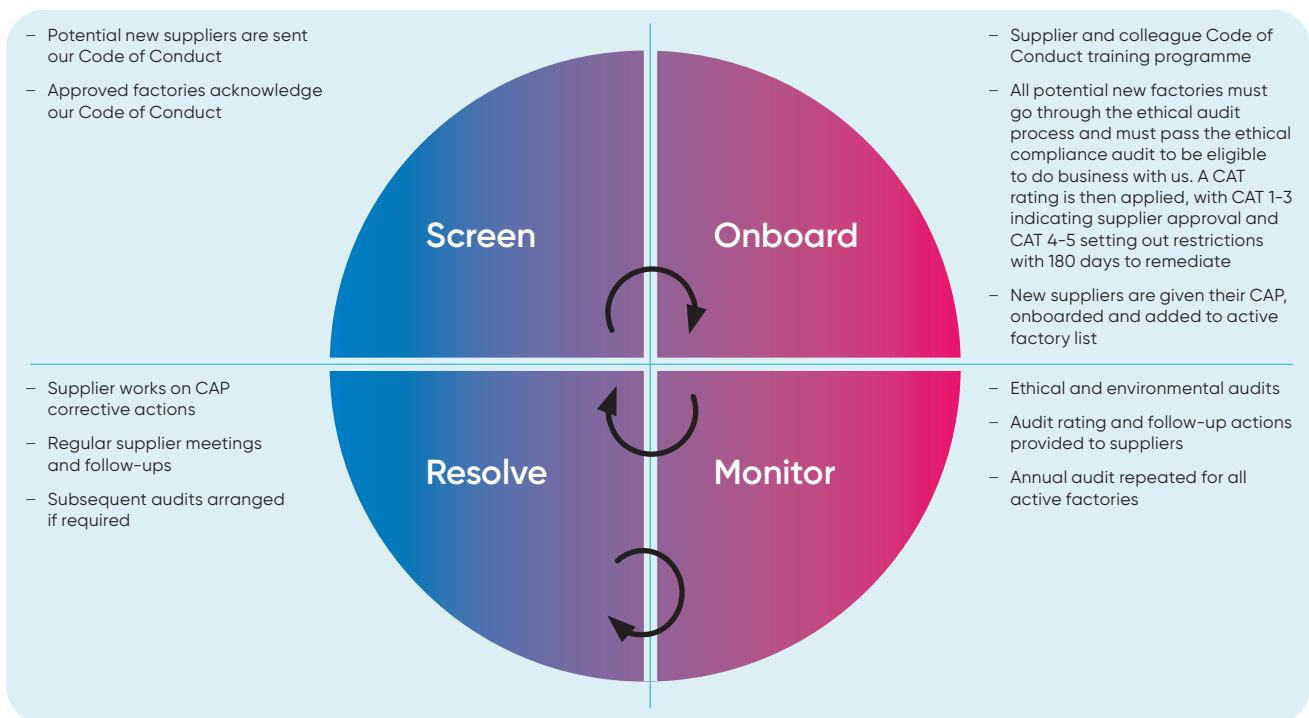 – Potential new suppliers are sent
our Code of Conduct
– Approved factories acknowledge
our Code of Conduct
Screen
Onboard
– Supplier and colleague Code of
Conduct training programme
– All potential new factories must
go through the ethical audit
process and must pass the ethical
compliance audit to be eligible
to do business with us. A CAT
rating is then applied, with CAT 1-3
indicating supplier approval and
CAT 4-5 setting out restrictions
with 180 days to remediate
– New suppliers are given their CAP,
onboarded and added to active
factory list
– Supplier works on CAP
corrective actions
– Regular supplier meetings
and follow-ups
– Subsequent audits arranged
if required
Resolve
Monitor
– Ethical and environmental audits
– Audit rating and follow-up actions
provided to suppliers
– Annual audit repeated for all
active factories